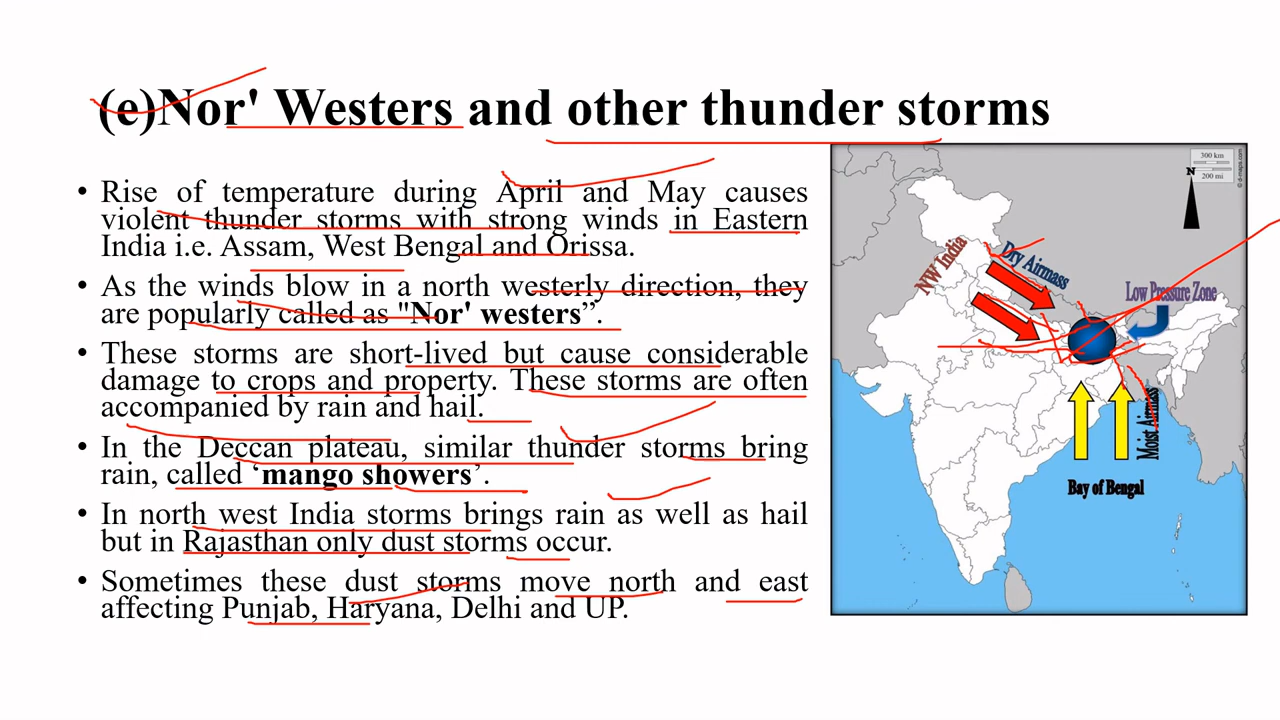 (e)Nor' Westers and other thunder storms
• Rise of temperature during April and May causes
violent thunder storms with strong winds in Eastern
India i.e. Assam, West Bengal and Orissa.
• As the winds blow in a north westerly direction, they
are popularly called as "Nor' westers”.
• These storms are short-lived but cause considerable
damage to crops and property. These storms are often
accompanied by rain and hail.
• In the Deccan plateau, similar thunder storms bring
rain, called ‘mango showers’.
• In north west India storms brings rain as well as hail
but in Rajasthan only dust storms occur.
• Sometimes these dust storms move north and east
affecting Punjab, Haryana, Delhi and UP.
300 km
200 mi
© d-maps.com
N
NW India
Dry Airmass
Low Pressure Zone
Moist Airmass
Bay of Bengal